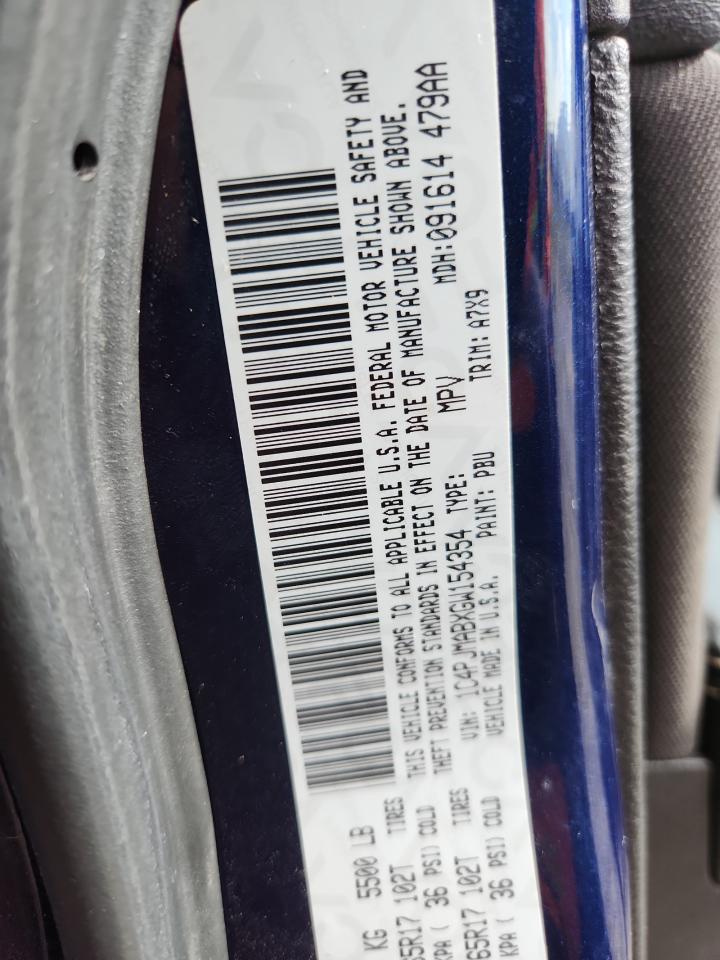 KG 5500 LB
65R17 102T TIRES
KPA ( 36 PSI) COLD
65R17 102T TIRES
KPA ( 36 PSI) COLD
THIS VEHICLE CONFORMS TO ALL APPLICABLE U.S.A. FEDERAL MOTOR VEHICLE SAFETY AND
THEFT PREVENTION STANDARDS IN EFFECT ON THE DATE OF MANUFACTURE SHOWN ABOVE.
VIN: 1C4PJMABXGW154354 TYPE: MPV MDH:091614 479AA
VEHICLE MADE IN U.S.A. PAINT: PBU TRIM: A7X9